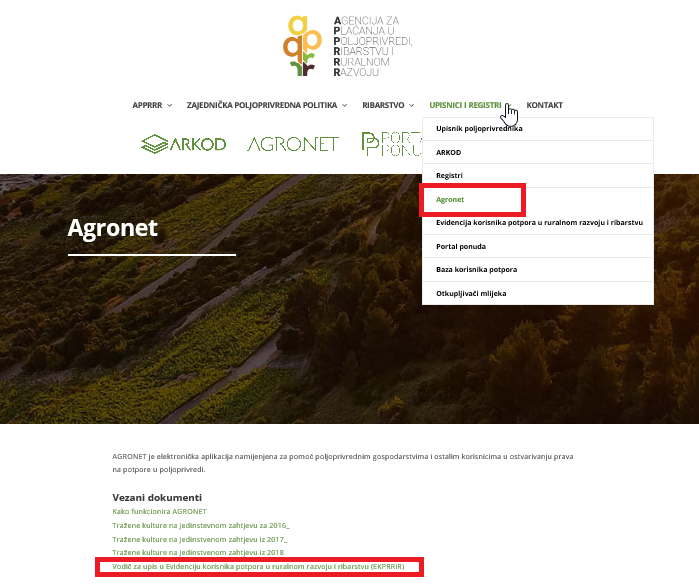 AGENCIJA ZA
PLAĆANJA U
POLJOPRIVREDI,
RIBARSTVU I
RURALNOM
RAZVOJU
APPRRR ZAJEDNIČKA POLJOPRIVREDNA POLITIKA RIBARSTVO UPISNICI I REGISTRI KONTAKT
ARKOD AGRONET PORT
PONU
Upisnik poljoprivrednika
ARKOD
Registri
Agronet
Evidencija korisnika potpora u ruralnom razvoju i ribarstvu
Portal ponuda
Baza korisnika potpora
Otkupljivači mlijeka
Agronet
AGRONET je elektronička aplikacija namijenjena za pomoć poljoprivrednim gospodarstvima i ostalim korisnicima u ostvarivanju prava
na potpore u poljoprivredi.
Vezani dokumenti
Kako funkcionira AGRONET
Tražene kulture na Jedinstevnom zahtjevu za 2016_
Tražene kulture na Jedinstvenom zahtjevu iz 2017_
Tražene kulture na Jedinstvenom zahtjevu iz 2018
Vodič za upis u Evidenciju korisnika potpora u ruralnom razvoju i ribarstvu (EKPRRiR)